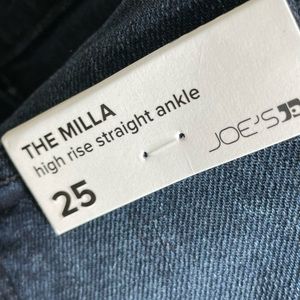 THE MILLA
high rise straight ankle
25
JOE'S